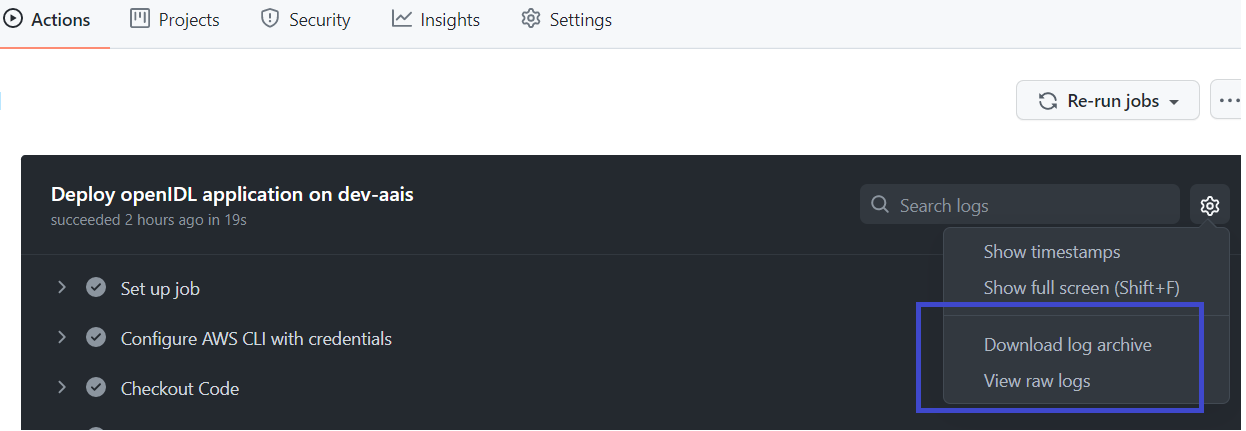 Actions Projects Security Insights Settings
Re-run jobs
Deploy openIDL application on dev-aais
succeeded 2 hours ago in 19s
Search logs
Show timestamps
Show full screen (Shift+F)
Download log archive
View raw logs
Set up job
Configure AWS CLI with credentials
Checkout Code